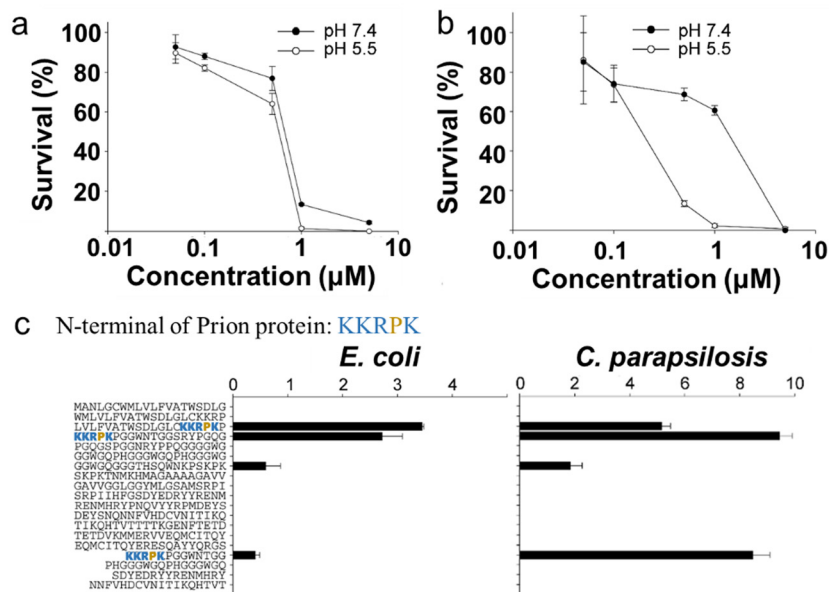 a
100
80
60
40
20
Survival (%)
pH 7.4
pH 5.5
0.01 0.1 1 10
Concentration (µM)
b
100
80
60
40
20
Survival (%)
pH 7.4
pH 5.5
0.01 0.1 1 10
Concentration (µM)
c N-terminal of Prion protein: KKRPK
E. coli C. parapsilosis
0 1 2 3 4 0 2 4 6 8 10
MANLGCWMLVLFVATWSDLG
WMLVLFVATWSDLGLCKKRP
LVLFVATWSDLGLCKKRPKP
KKRPKPGGWNTGGSRYPGQG
PGQGSPGGNRYPPQGGGGWG
GGWGQPHGGGWGQPHGGGWG
GGWGQGGGTHSQWNKPSKPK
SKPKTNMKHMAGAAAAGAVV
GAVVGGLGGYMLGSAMSRPI
SRPIIHFGSDYEDRYYRENM
RENMHRYPNQVYYRPMDEYS
DEYSNQNNFVHDCVNITIKQ
TIKQHTVTTTTKGENFTETD
TETDVKMMERVVEQMCITQY
EQMCITQYERESQAYYQRGS
KKRPKPGGWNTGG
PHGGGWGQPHGGGWGQ
SDYEDRYYRENMHRY
NNFVHDCVNITIKQHTVT